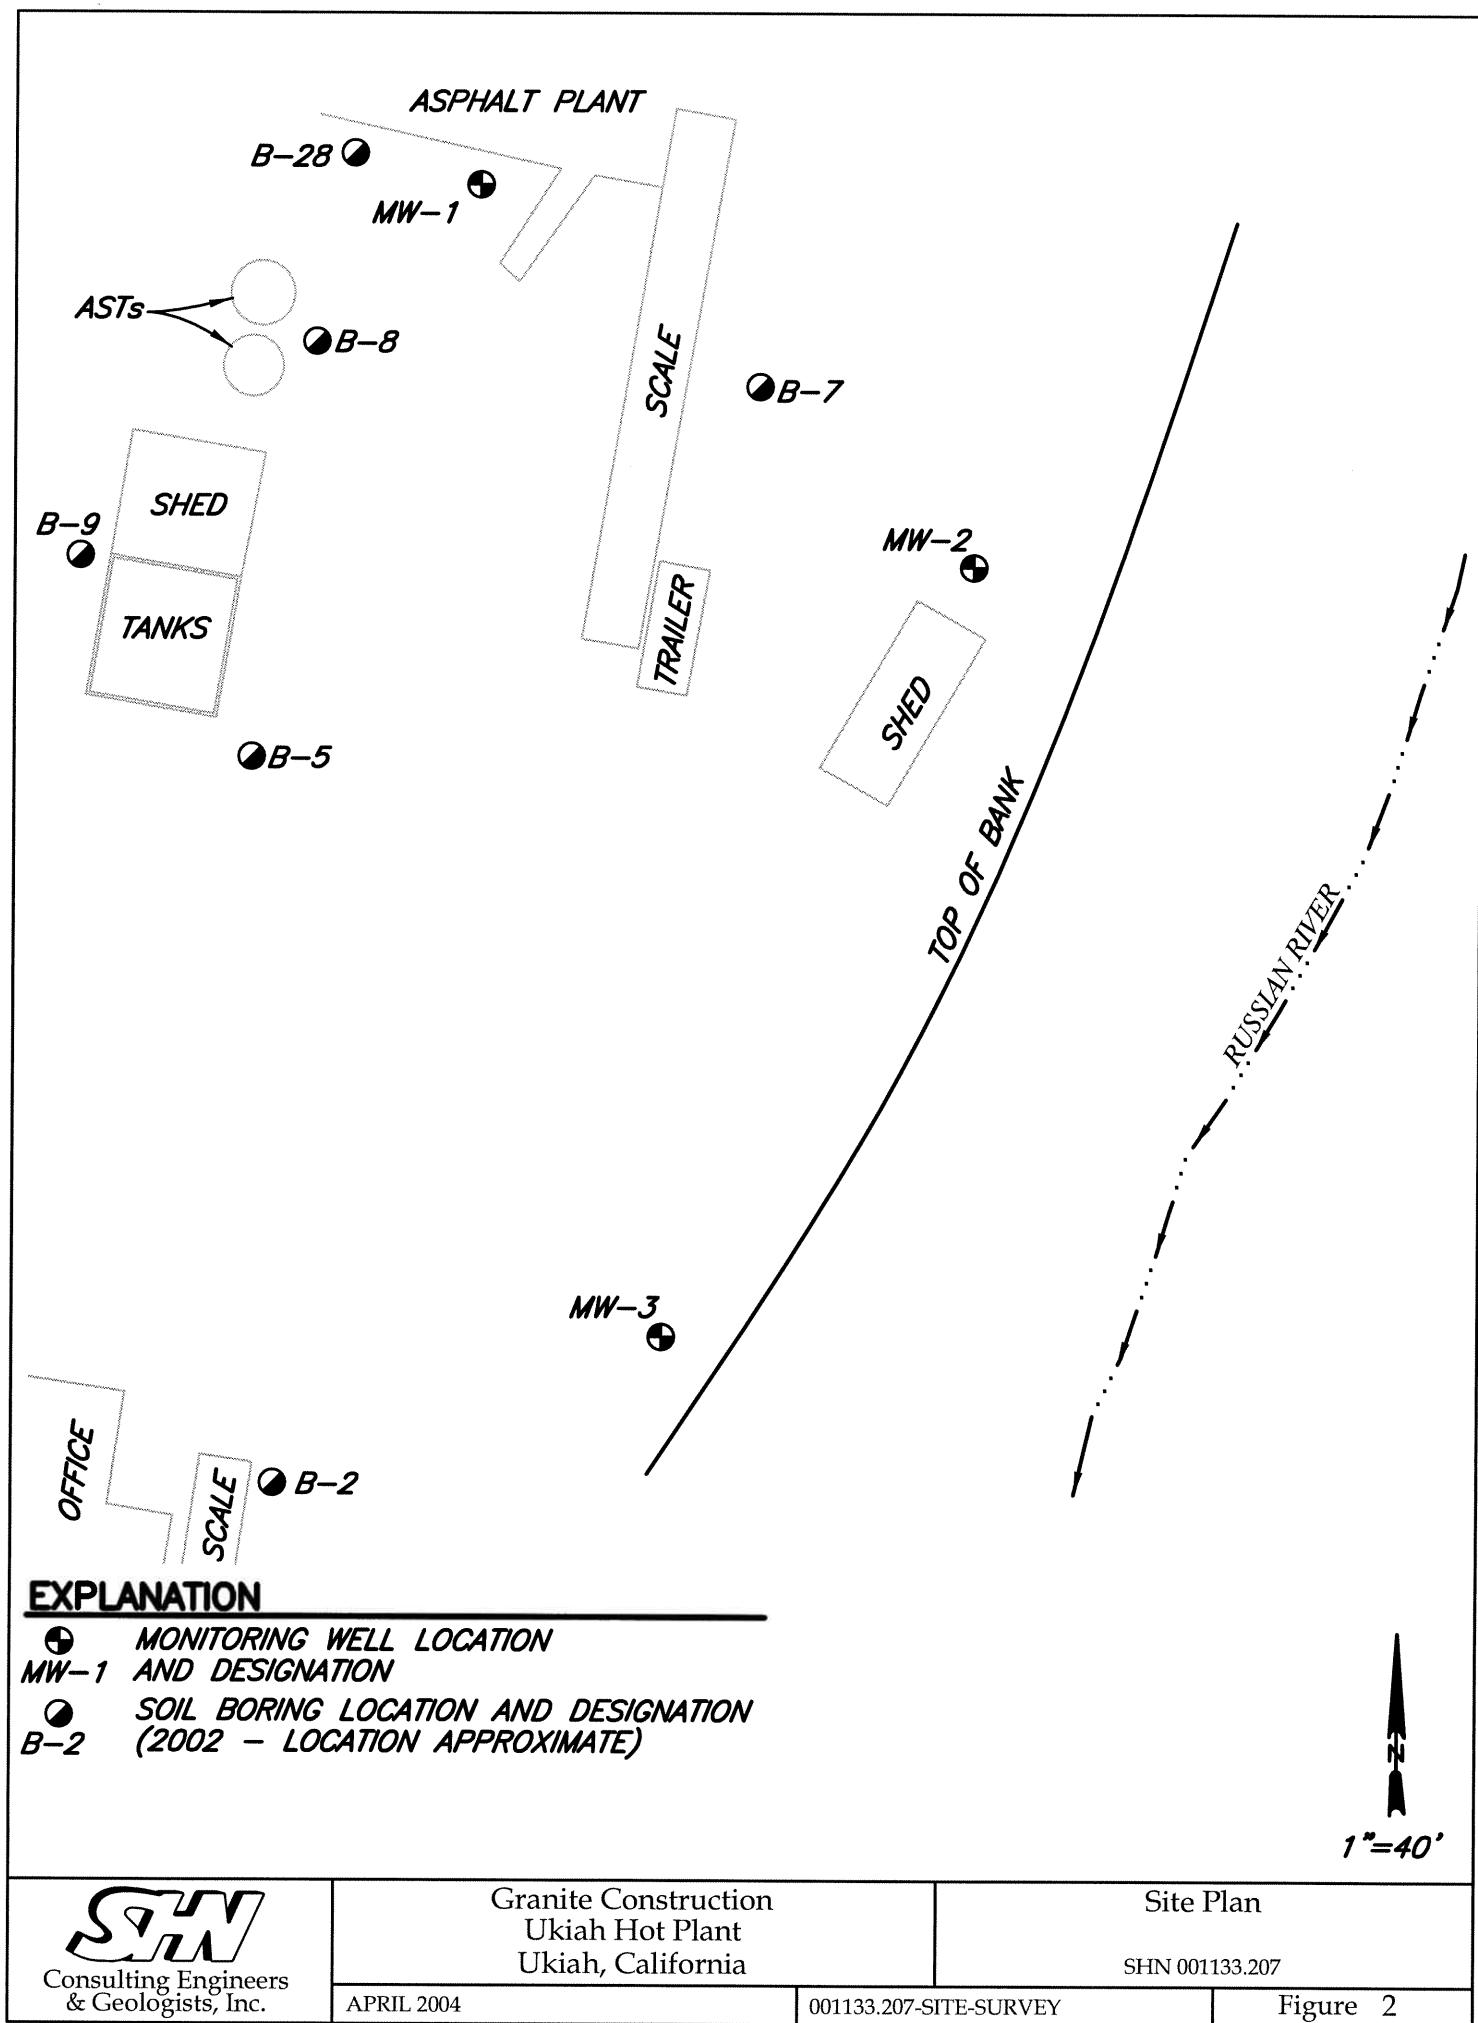 ASPHALT PLANT
B-28
MW-1
ASTs
B-8
SCALE
B-7
SHED
B-9
MW-2
TANKS
TRAILER
SHED
B-5
TOP OF BANK
RUSSIAN RIVER
MW-3
OFFICE
SCALE
B-2
EXPLANATION
MONITORING WELL LOCATION
MW-1 AND DESIGNATION
SOIL BORING LOCATION AND DESIGNATION
B-2 (2002 - LOCATION APPROXIMATE)
N
1"=40'
SHN
Consulting Engineers
& Geologists, Inc.
Granite Construction
Ukiah Hot Plant
Ukiah, California
Site Plan
SHN 001133.207
APRIL 2004
001133.207-SITE-SURVEY
Figure 2